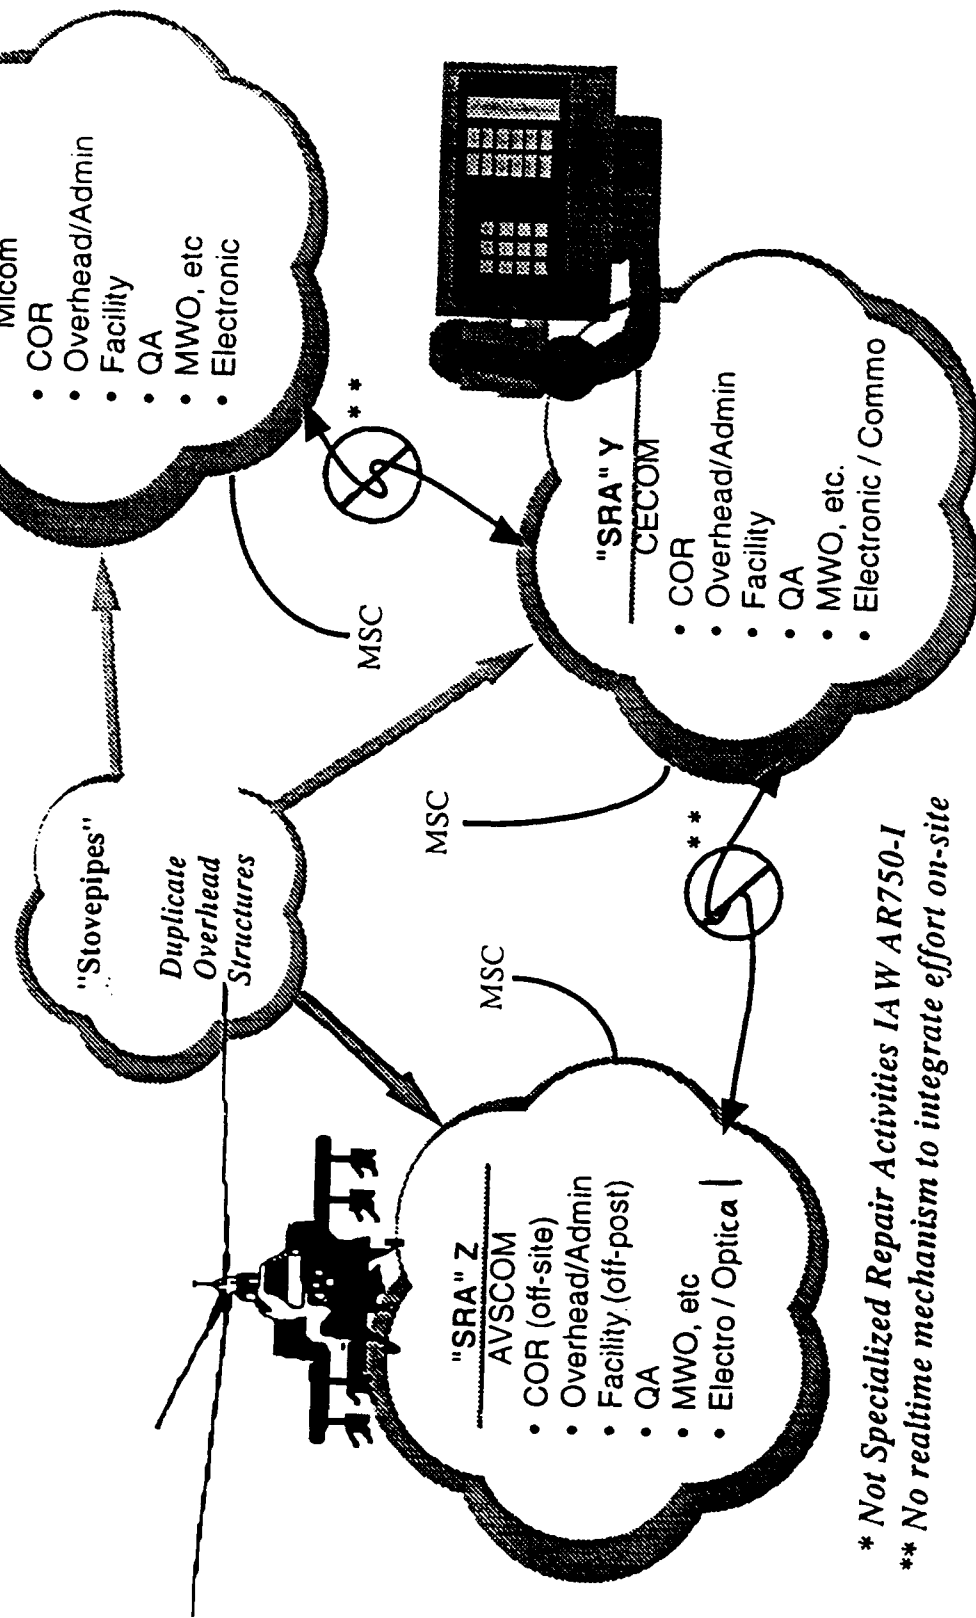 "Stovepipes"
Duplicate
Overhead
Structures
Micom
• COR
• Overhead/Admin
• Facility
• QA
• MWO, etc
• Electronic
MSC
* *
MSC
MSC
* *
"SRA" Z
AVSCOM
• COR (off-site)
• Overhead/Admin
• Facility (off-post)
• QA
• MWO, etc
• Electro / Optical
"SRA" Y
CECOM
• COR
• Overhead/Admin
• Facility
• QA
• MWO, etc.
• Electronic / Commo
* Not Specialized Repair Activities IAW AR750-1
** No realtime mechanism to integrate effort on-site